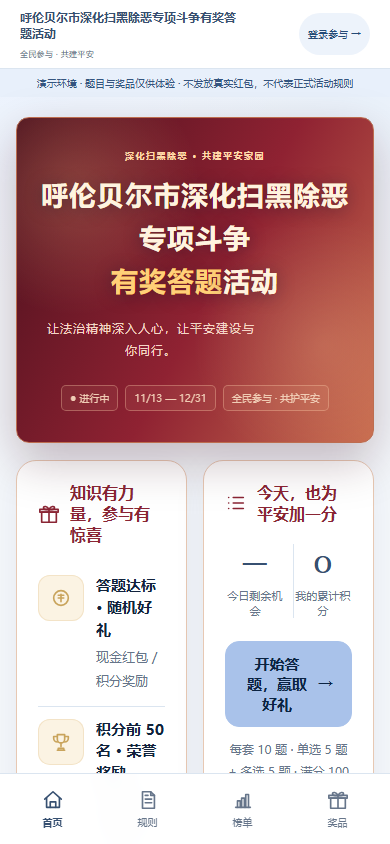 呼伦贝尔市深化扫黑除恶专项斗争有奖答
题活动
全民参与 · 共建平安
登录参与 →
演示环境 · 题目与奖品仅供体验 · 不发放真实红包，不代表正式活动规则
深化扫黑除恶 • 共建平安家园
呼伦贝尔市深化扫黑除恶
专项斗争
有奖答题活动
让法治精神深入人心，让平安建设与
你同行。
进行中
11/13 — 12/31
全民参与 · 共护平安
知识有力
量，参与有
惊喜
答题达标
• 随机好
礼
现金红包 /
积分奖励
积分前 50
名 • 荣誉
奖励
今天，也为
平安加一分
—
今日剩余机
会
0
我的累计积
分
开始答
题，赢取
好礼
→
每套 10 题 · 单选 5 题
+ 多选 5 题 · 满分 100
首页
规则
榜单
奖品